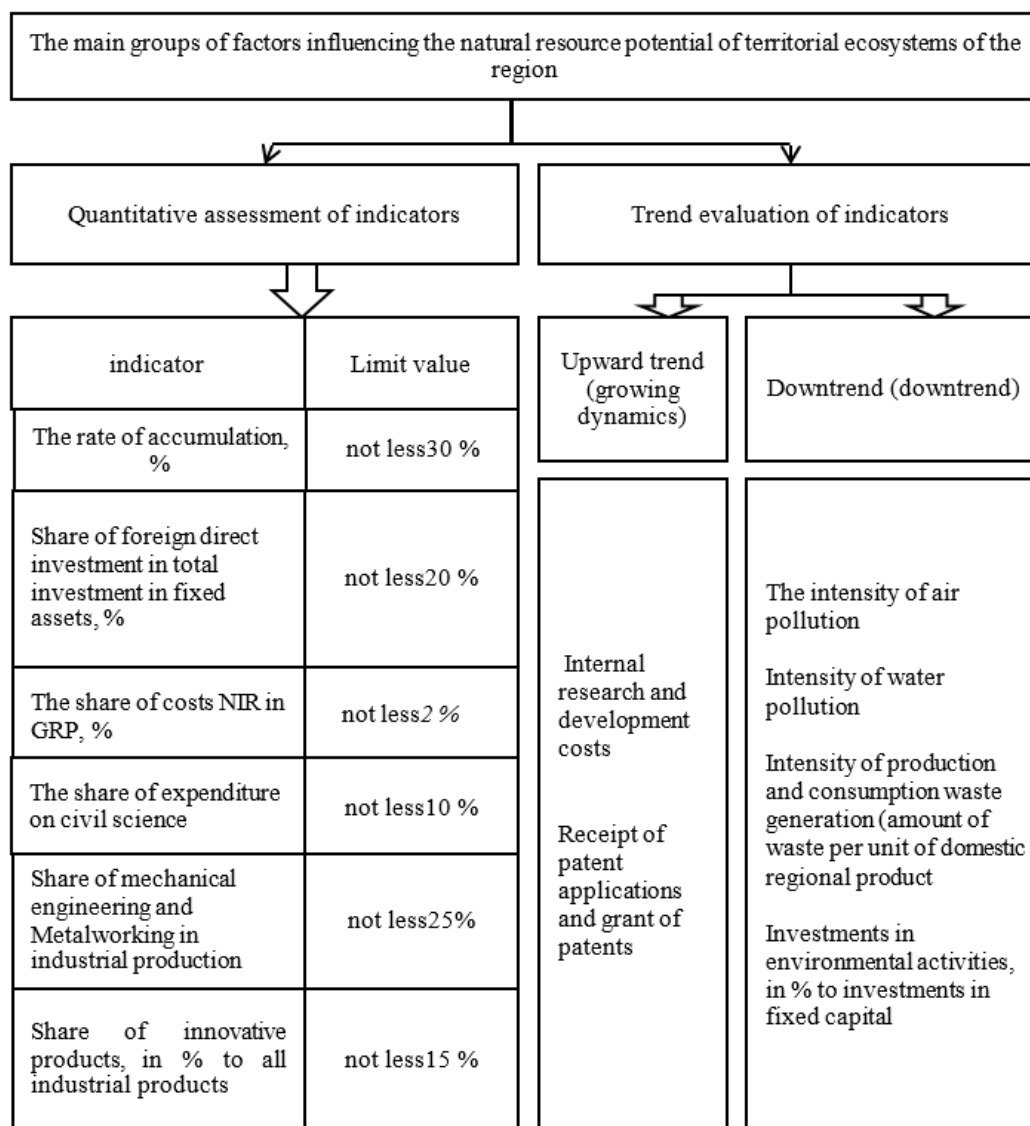 The main groups of factors influencing the natural resource potential of territorial ecosystems of the
region
Quantitative assessment of indicators
Trend evaluation of indicators
indicator
Limit value
The rate of accumulation,
%
not less30 %
Share of foreign direct
investment in total
investment in fixed
assets, %
not less20 %
The share of costs NIR in
GRP, %
not less2 %
The share of expenditure
on civil science
not less10 %
Share of mechanical
engineering and
Metalworking in
industrial production
not less25%
Share of innovative
products, in % to all
industrial products
not less15 %
Upward trend
(growing
dynamics)
Internal
research and
development
costs
Receipt of
patent
applications
and grant of
patents
Downtrend (downtrend)
The intensity of air
pollution
Intensity of water
pollution
Intensity of production
and consumption waste
generation (amount of
waste per unit of domestic
regional product
Investments in
environmental activities,
in % to investments in
fixed capital